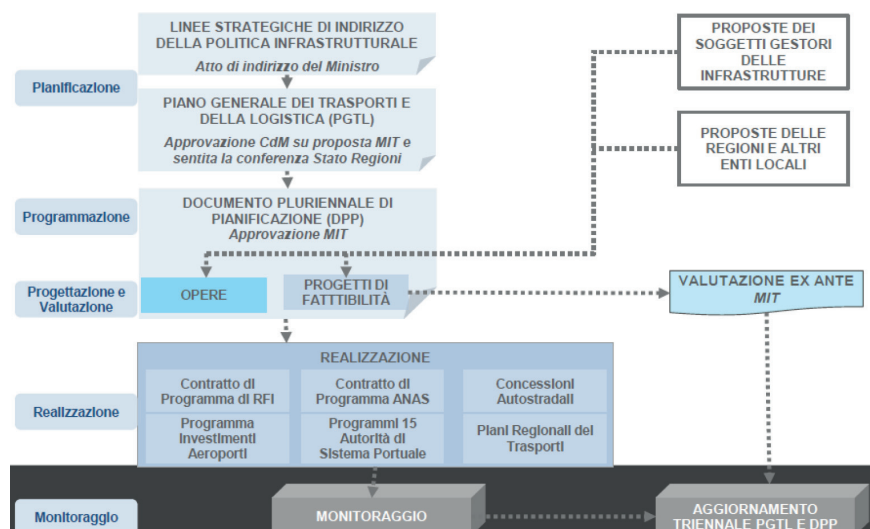 LINEE STRATEGICHE DI INDIRIZZO
DELLA POLITICA INFRASTRUTTURALE
Atto di indirizzo del Ministro
PROPOSTE DEI
SOGGETTI GESTORI
DELLE
INFRASTRUTTURE
Pianificazione
PIANO GENERALE DEI TRASPORTI E
DELLA LOGISTICA (PGTL)
Approvazione CdM su proposta MIT e
sentita la conferenza Stato Regioni
PROPOSTE DELLE
REGIONI E ALTRI
ENTI LOCALI
Programmazione
DOCUMENTO PLURIENNALE DI
PIANIFICAZIONE (DPP)
Approvazione MIT
Progettazione e
Valutazione
OPERE
PROGETTI DI
FATTTIBILITÀ
VALUTAZIONE EX ANTE
MIT
REALIZZAZIONE
Realizzazione
Contratto di
Programma di RFI
Contratto di
Programma ANAS
Concessioni
Autostradali
Programma
Investimenti
Aeroporti
Programmi 15
Autorità di
Sistema Portuale
Piani Regionali dei
Trasporti
Monitoraggio
MONITORAGGIO
AGGIORNAMENTO
TRIENNALE PGTL E DPP